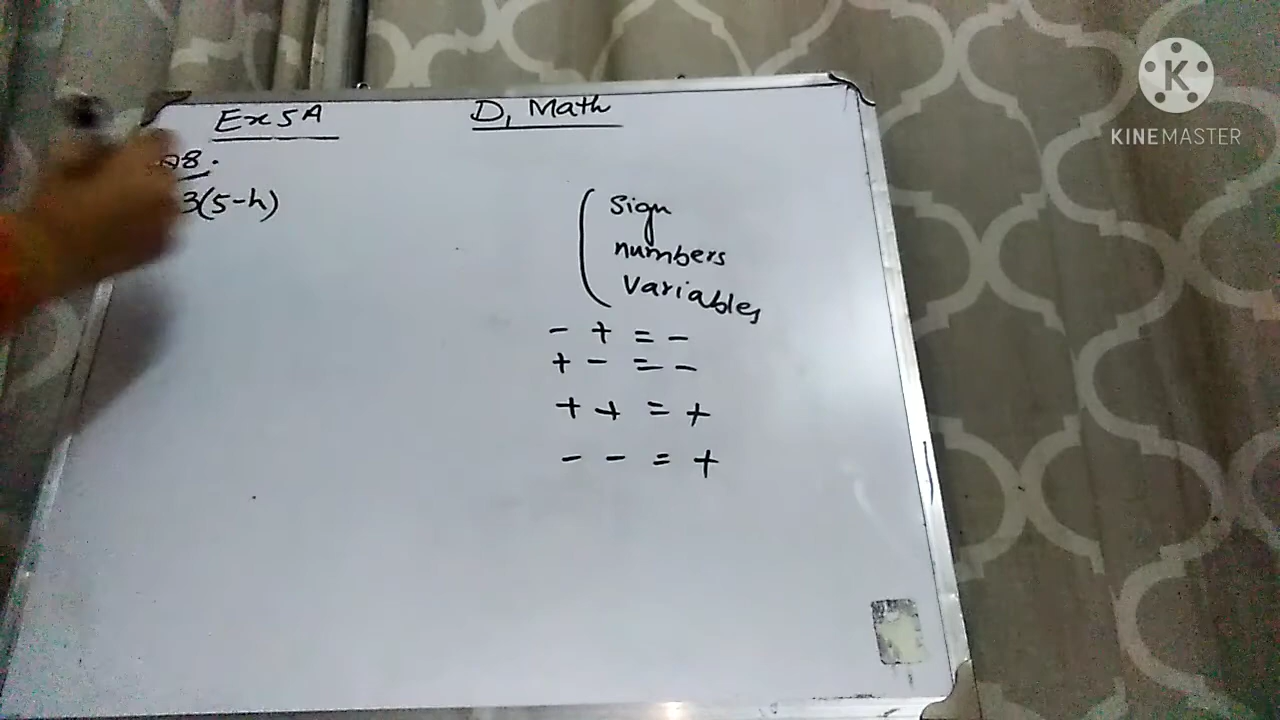 Ex 5A
D, Math
Q8.
3(5-h)
Sign
numbers
Variables
- + = -
+ - = -
+ + = +
- - = +
KINEMASTER